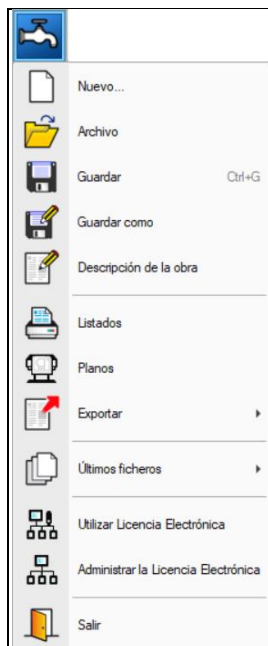 Nuevo...
Archivo
Guardar Ctrl+G
Guardar como
Descripción de la obra
Listados
Planos
Exportar
Últimos ficheros
Utilizar Licencia Electrónica
Administrar la Licencia Electrónica
Salir